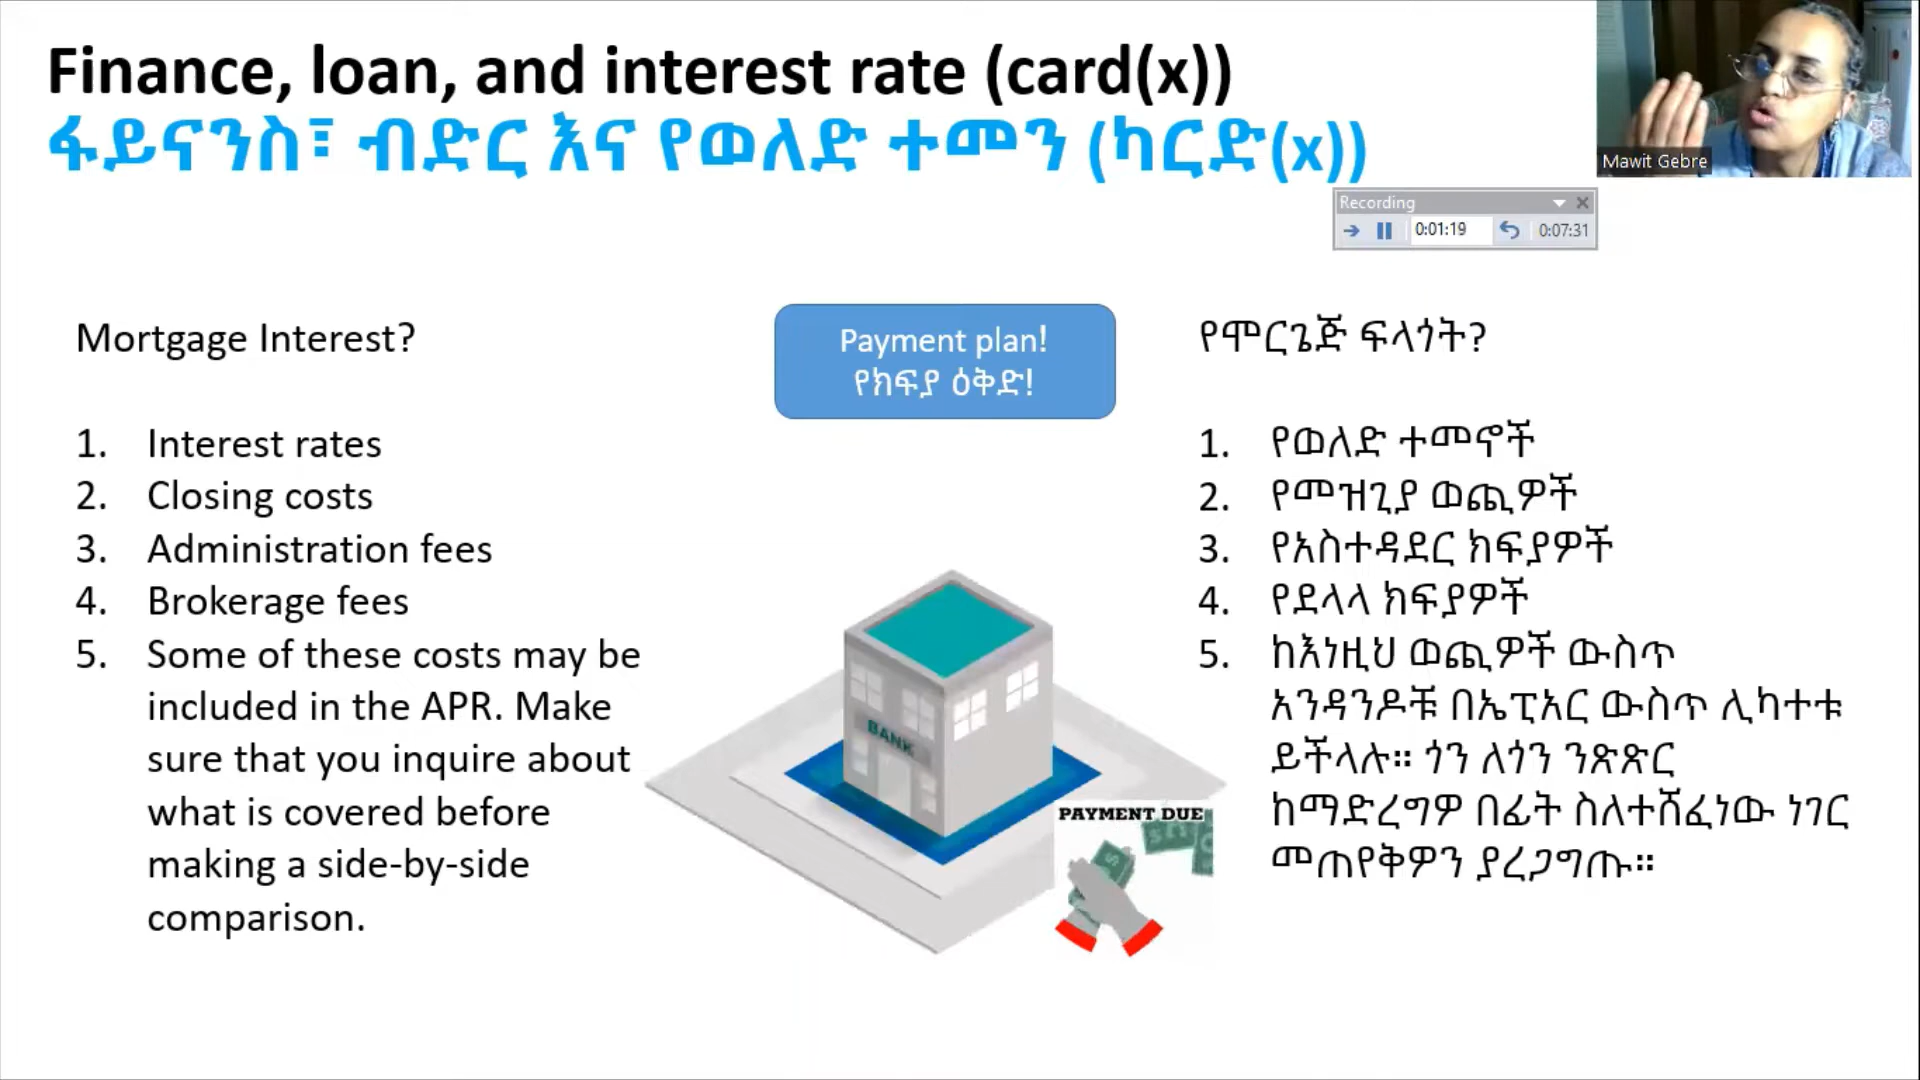 Finance, loan, and interest rate (card(x))
ፋይናንስ፣ ብድር እና የወለድ ተመን (ካርድ(x))
Mawit Gebre
Recording
0:01:19
0:07:31
Mortgage Interest?
1. Interest rates
2. Closing costs
3. Administration fees
4. Brokerage fees
5. Some of these costs may be
included in the APR. Make
sure that you inquire about
what is covered before
making a side-by-side
comparison.
Payment plan!
የክፍያ ዕቅድ!
BANK
PAYMENT DUE
የሞርጌጅ ፍላጎት?
1. የወለድ ተመኖች
2. የመዝጊያ ወጪዎች
3. የአስተዳደር ክፍያዎች
4. የደላላ ክፍያዎች
5. ከእነዚህ ወጪዎች ውስጥ
አንዳንዶቹ በኤፒአር ውስጥ ሊካተቱ
ይችላሉ። ጎን ለጎን ንጽጽር
ከማድረግዎ በፊት ስለተሸፈነው ነገር
መጠየቅዎን ያረጋግጡ።